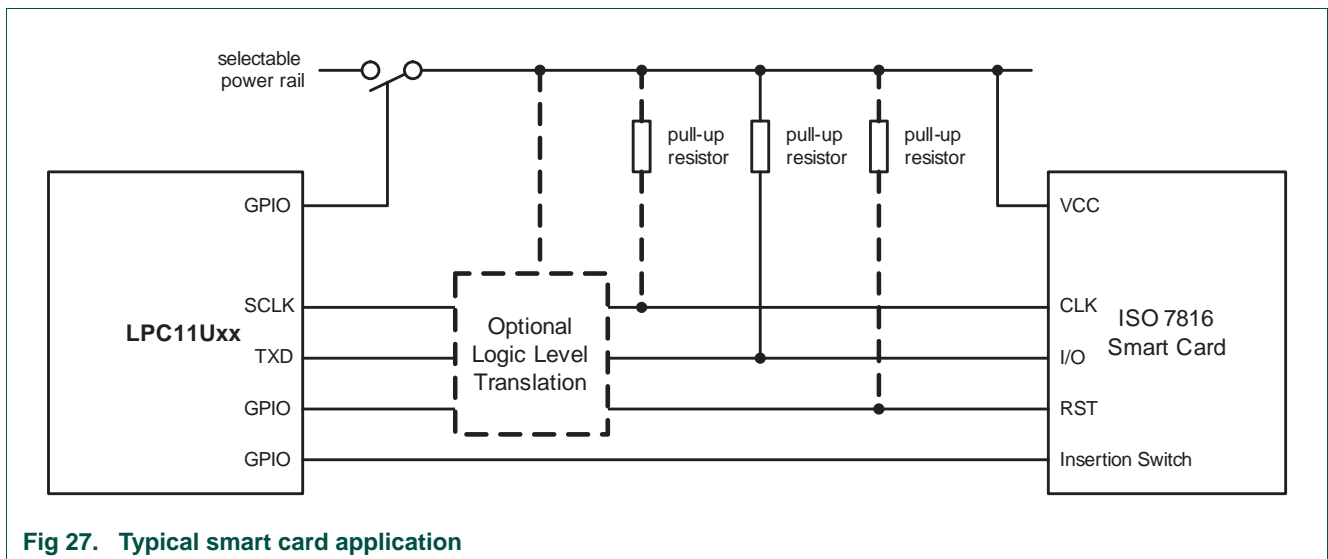 selectable
power rail
pull-up
resistor
pull-up
resistor
pull-up
resistor
LPC11Uxx
GPIO
SCLK
TXD
GPIO
GPIO
Optional
Logic Level
Translation
VCC
CLK
I/O
RST
Insertion Switch
ISO 7816
Smart Card
Fig 27. Typical smart card application